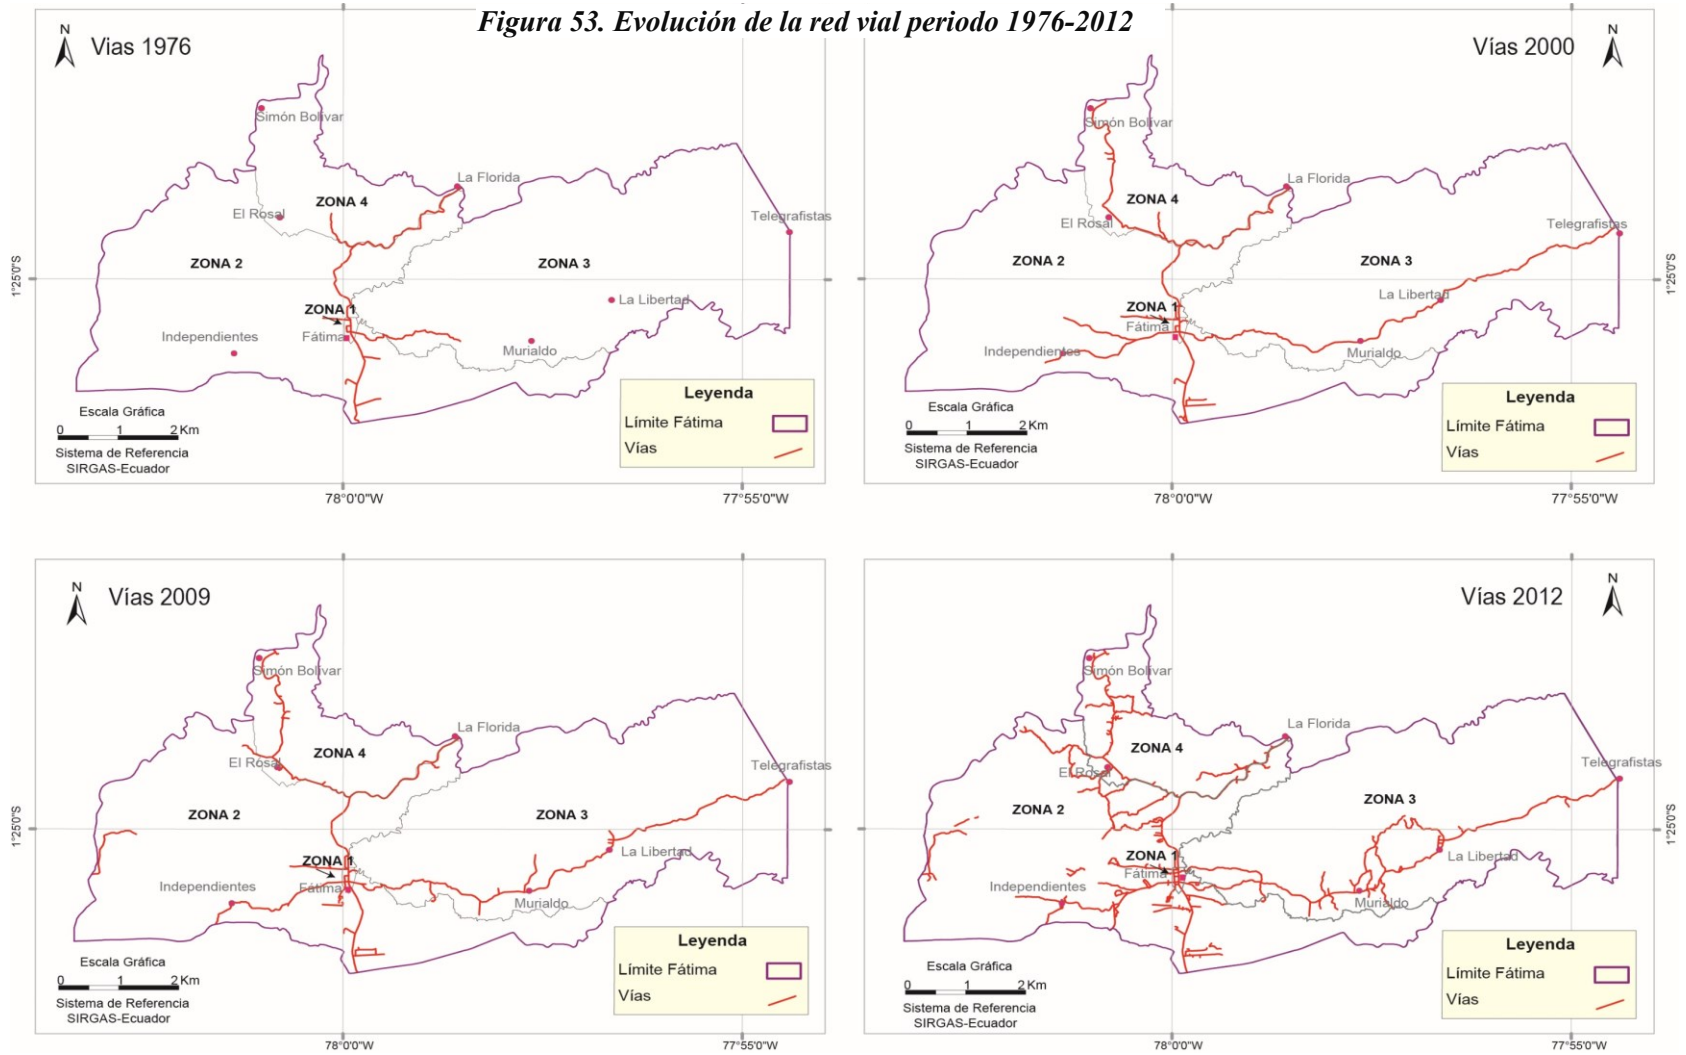 Figura 53. Evolución de la red vial periodo 1976-2012
N
Vias 1976
Simón Bolívar
La Florida
ZONA 4
El Rosal
Telegrafistas
ZONA 2
ZONA 3
1°25'0"S
La Libertad
ZONA 1
Independientes
Fátima
Murialdo
Leyenda
Límite Fátima
Vías
Escala Gráfica
0 1 2 Km
Sistema de Referencia
SIRGAS-Ecuador
78°0'0"W
77°55'0"W
Vías 2000
N
Simón Bolívar
La Florida
ZONA 4
El Rosal
Telegrafistas
ZONA 2
ZONA 3
1°25'0"S
La Libertad
ZONA 1
Fátima
Independientes
Murialdo
Leyenda
Límite Fátima
Vías
Escala Gráfica
0 1 2 Km
Sistema de Referencia
SIRGAS-Ecuador
78°0'0"W
77°55'0"W
N
Vías 2009
Simón Bolívar
La Florida
ZONA 4
El Rosal
Telegrafistas
ZONA 2
ZONA 3
1°25'0"S
La Libertad
ZONA 1
Independientes
Fátima
Murialdo
Leyenda
Límite Fátima
Vías
Escala Gráfica
0 1 2 Km
Sistema de Referencia
SIRGAS-Ecuador
78°0'0"W
77°55'0"W
Vías 2012
N
Simón Bolívar
La Florida
ZONA 4
El Rosal
Telegrafistas
ZONA 2
ZONA 3
1°25'0"S
La Libertad
ZONA 1
Fátima
Independientes
Murialdo
Leyenda
Límite Fátima
Vías
Escala Gráfica
0 1 2 Km
Sistema de Referencia
SIRGAS-Ecuador
78°0'0"W
77°55'0"W